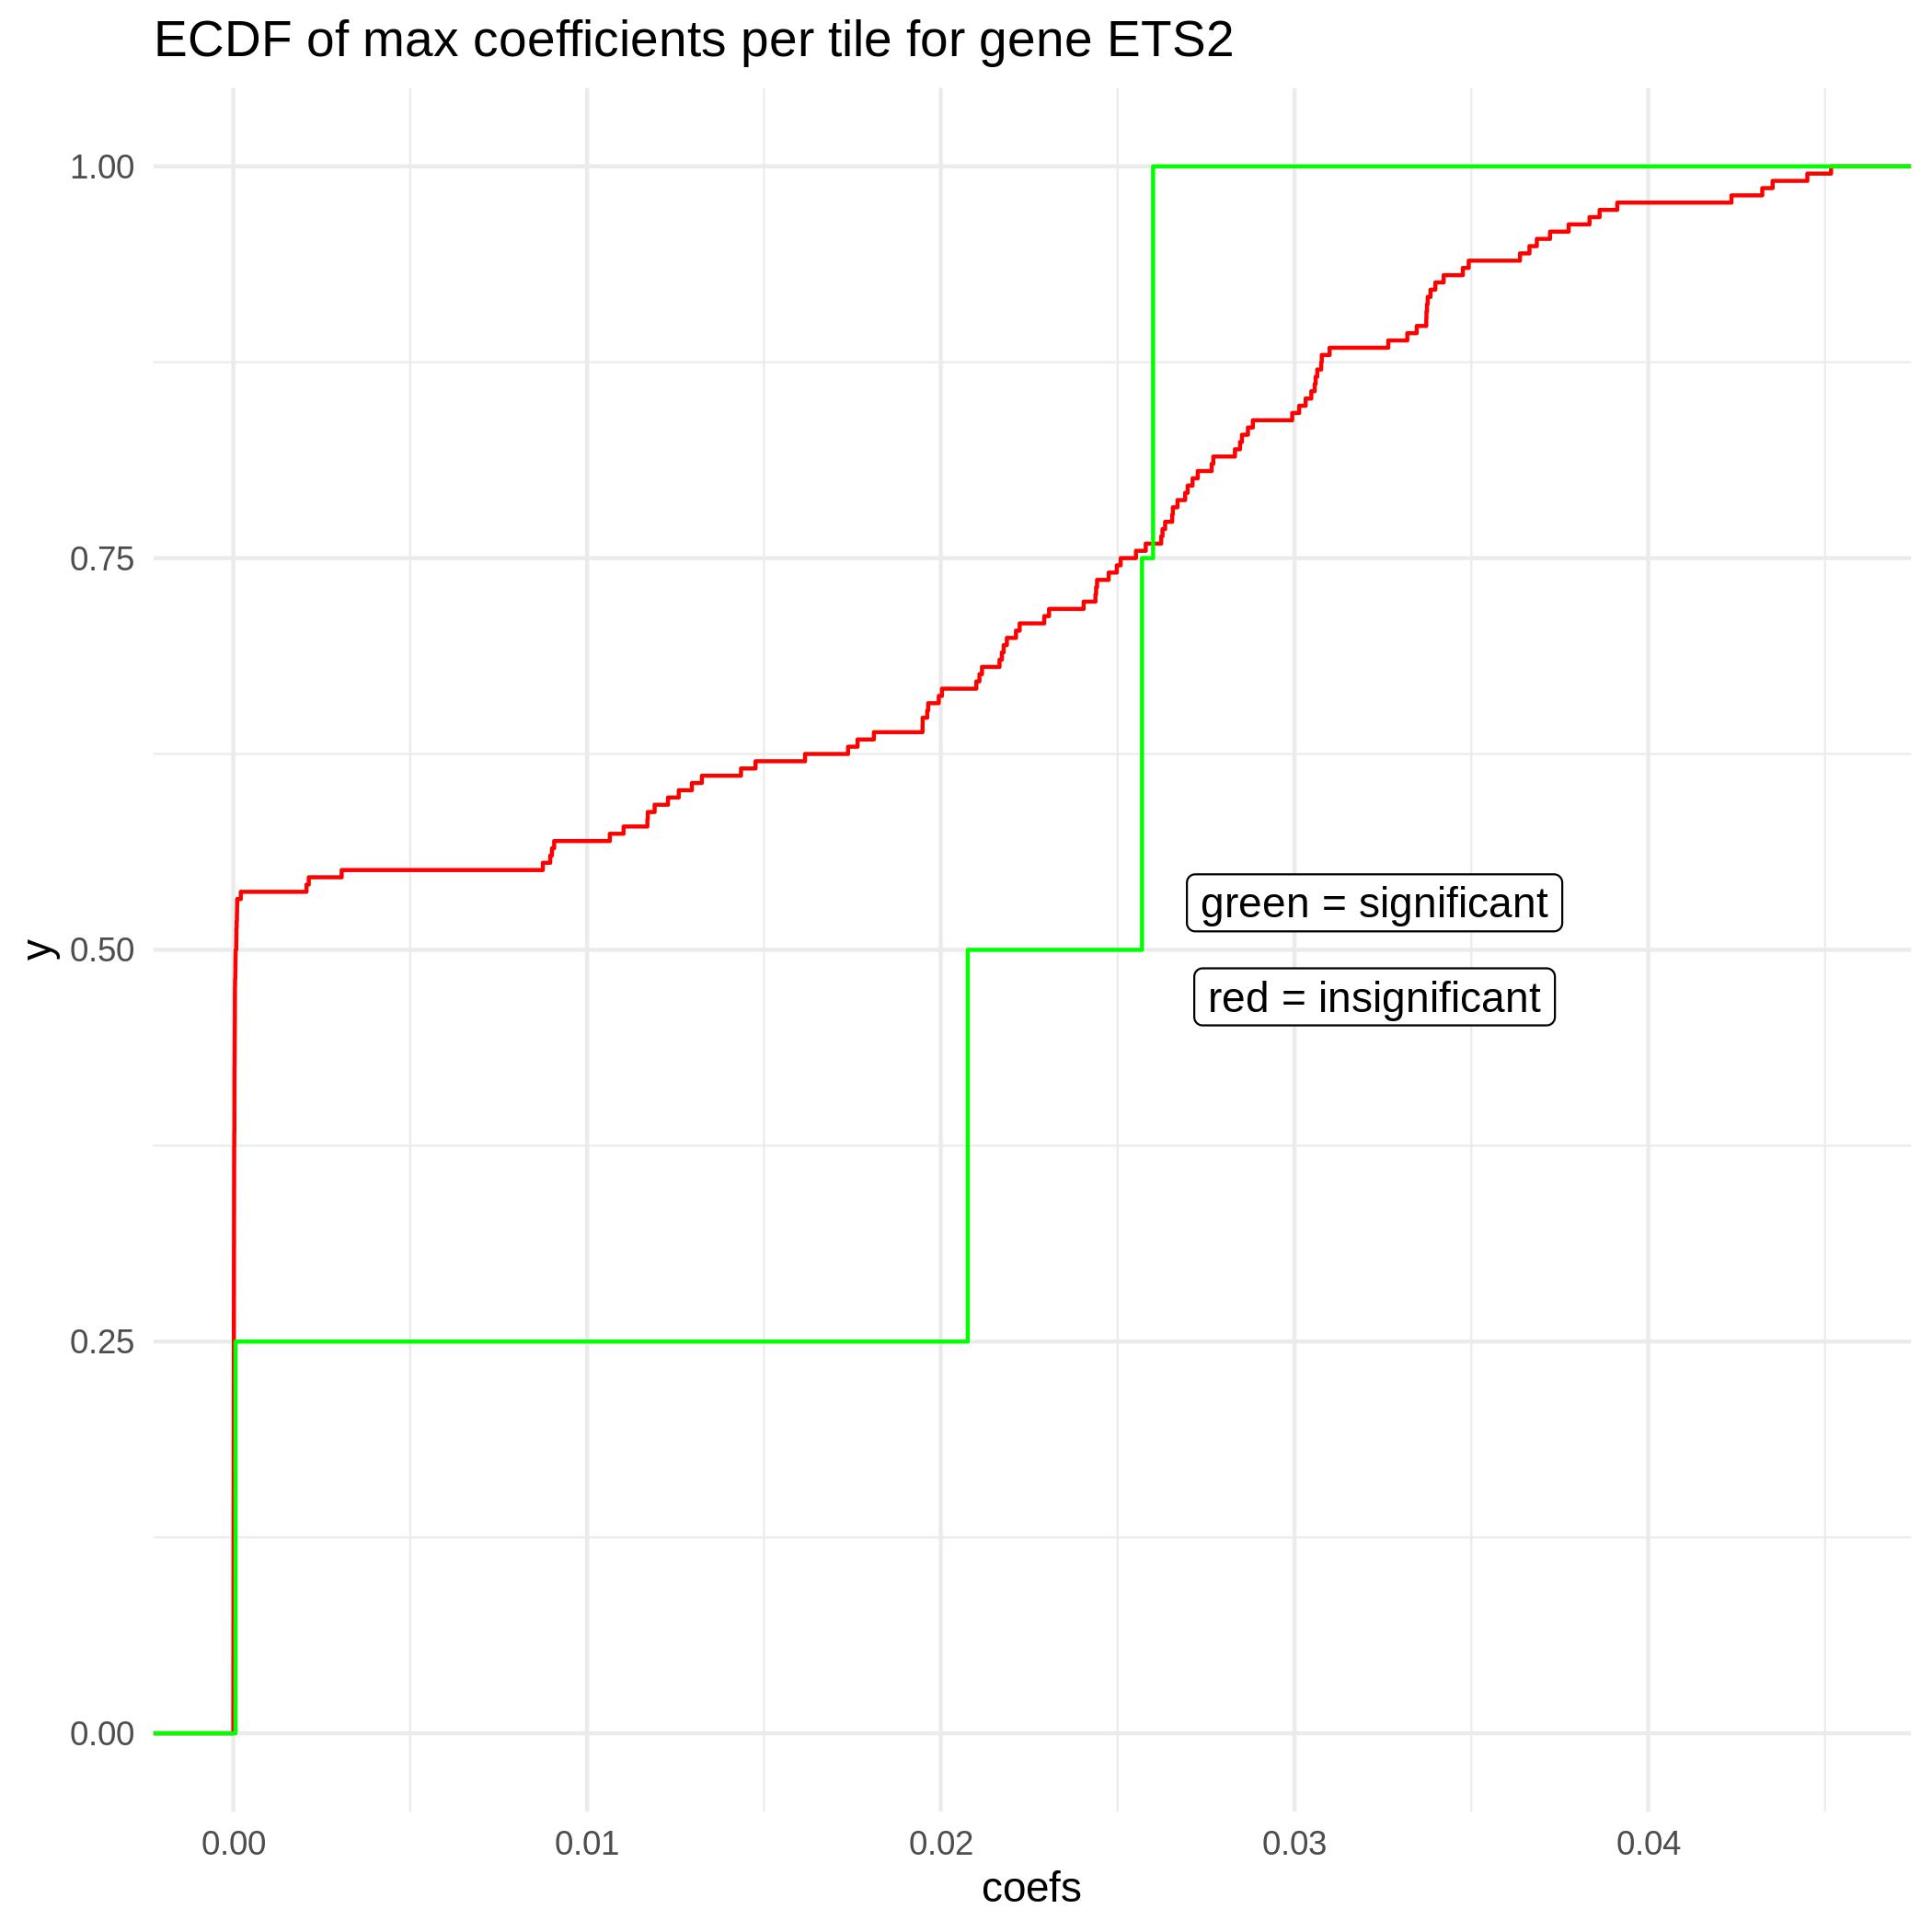 ECDF of max coefficients per tile for gene ETS2
1.00
0.75
0.50
0.25
0.00
y
green = significant
red = insignificant
0.00 0.01 0.02 0.03 0.04
coefs